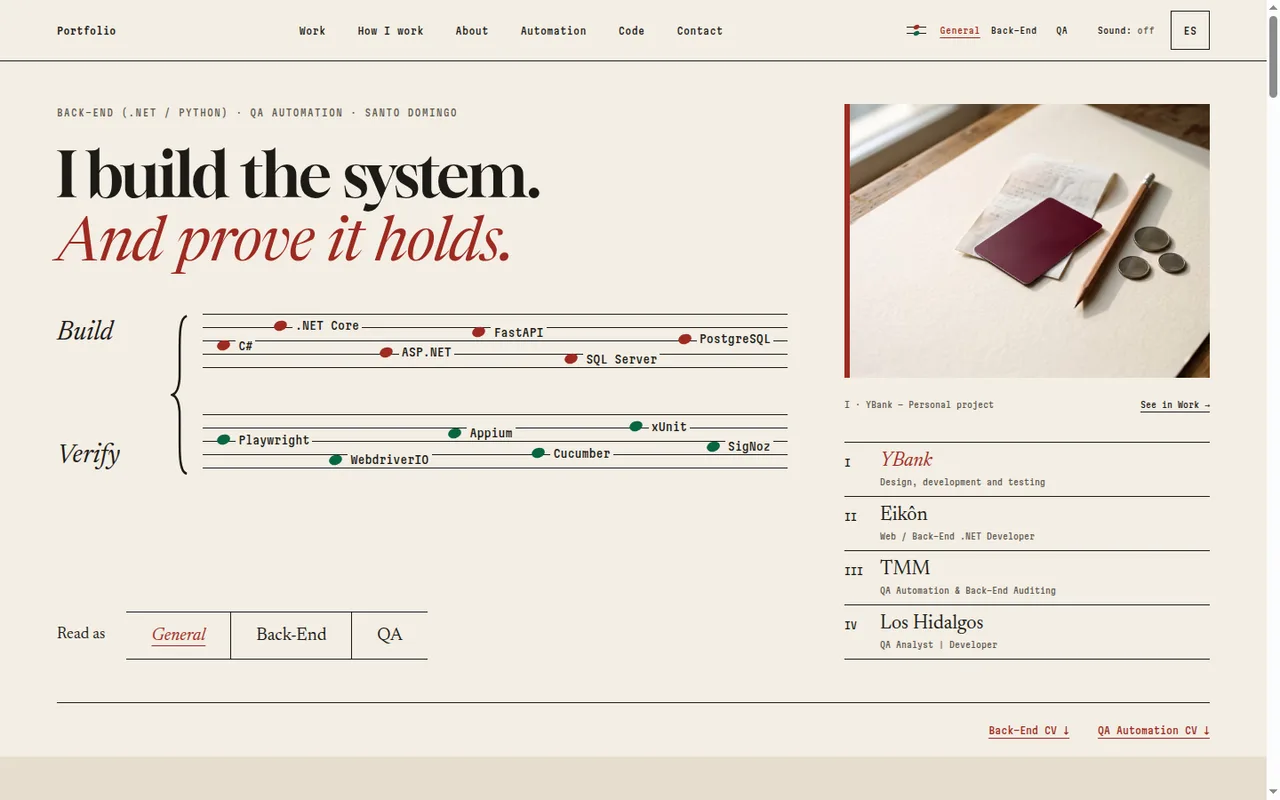 Portfolio
Work
How I work
About
Automation
Code
Contact
General
Back-End
QA
Sound: off
ES
BACK-END (.NET / PYTHON) · QA AUTOMATION · SANTO DOMINGO
I build the system.
And prove it holds.
Build
.NET Core
FastAPI
PostgreSQL
C#
ASP.NET
SQL Server
Verify
Playwright
Appium
xUnit
SigNoz
WebdriverIO
Cucumber
Read as
General
Back-End
QA
I · YBank — Personal project
See in Work →
I
YBank
Design, development and testing
II
Eikôn
Web / Back-End .NET Developer
III
TMM
QA Automation & Back-End Auditing
IV
Los Hidalgos
QA Analyst | Developer
Back-End CV ↓
QA Automation CV ↓